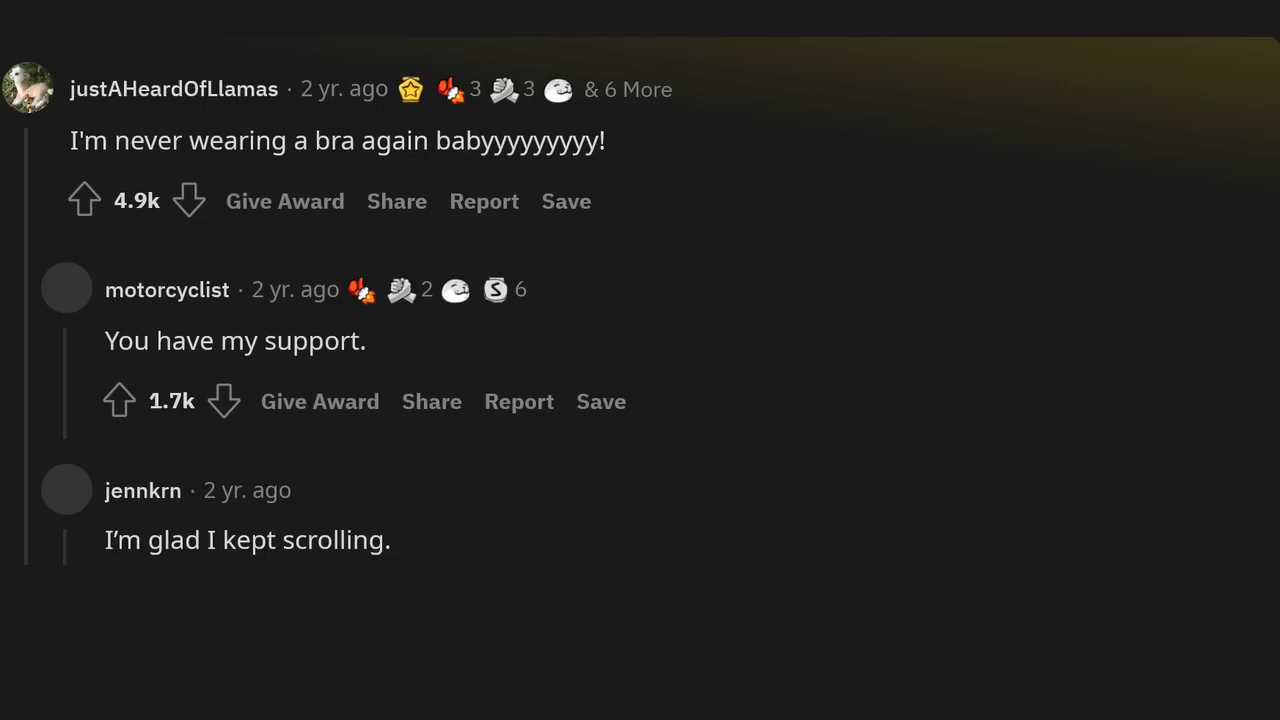 justAHeardOfLlamas · 2 yr. ago 3 3 & 6 More
I'm never wearing a bra again babyyyyyyyyy!
4.9k Give Award Share Report Save
motorcyclist · 2 yr. ago 2 S 6
You have my support.
1.7k Give Award Share Report Save
jennkrn · 2 yr. ago
I’m glad I kept scrolling.